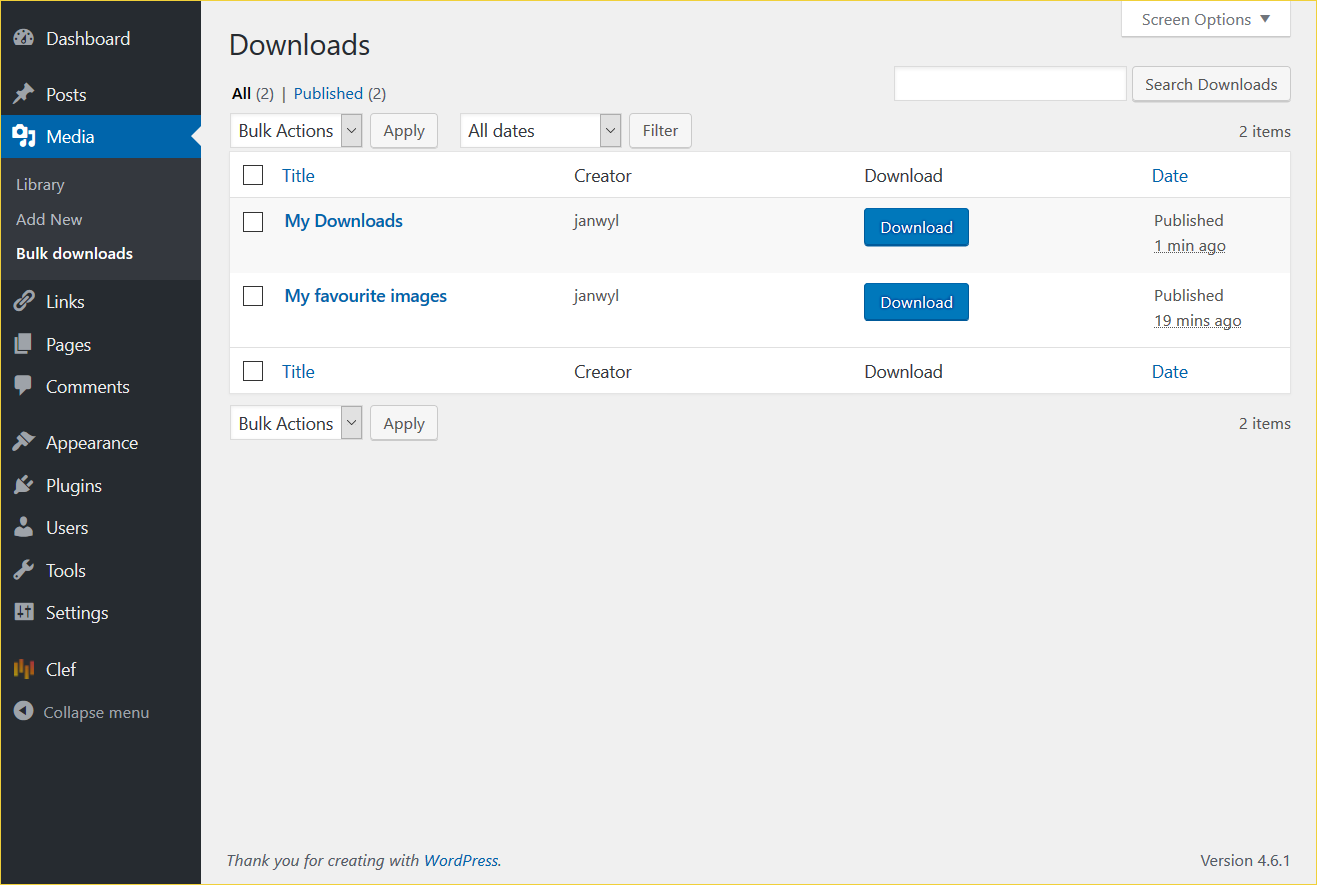 Dashboard
Posts
Media
Library
Add New
Bulk downloads
Links
Pages
Comments
Appearance
Plugins
Users
Tools
Settings
Clef
Collapse menu
Screen Options ▼
Downloads
All (2) | Published (2)
Search Downloads
Bulk Actions Apply All dates Filter 2 items
Title Creator Download Date
My Downloads janwyl Download Published
1 min ago
My favourite images janwyl Download Published
19 mins ago
Title Creator Download Date
Bulk Actions Apply 2 items
Thank you for creating with WordPress. Version 4.6.1